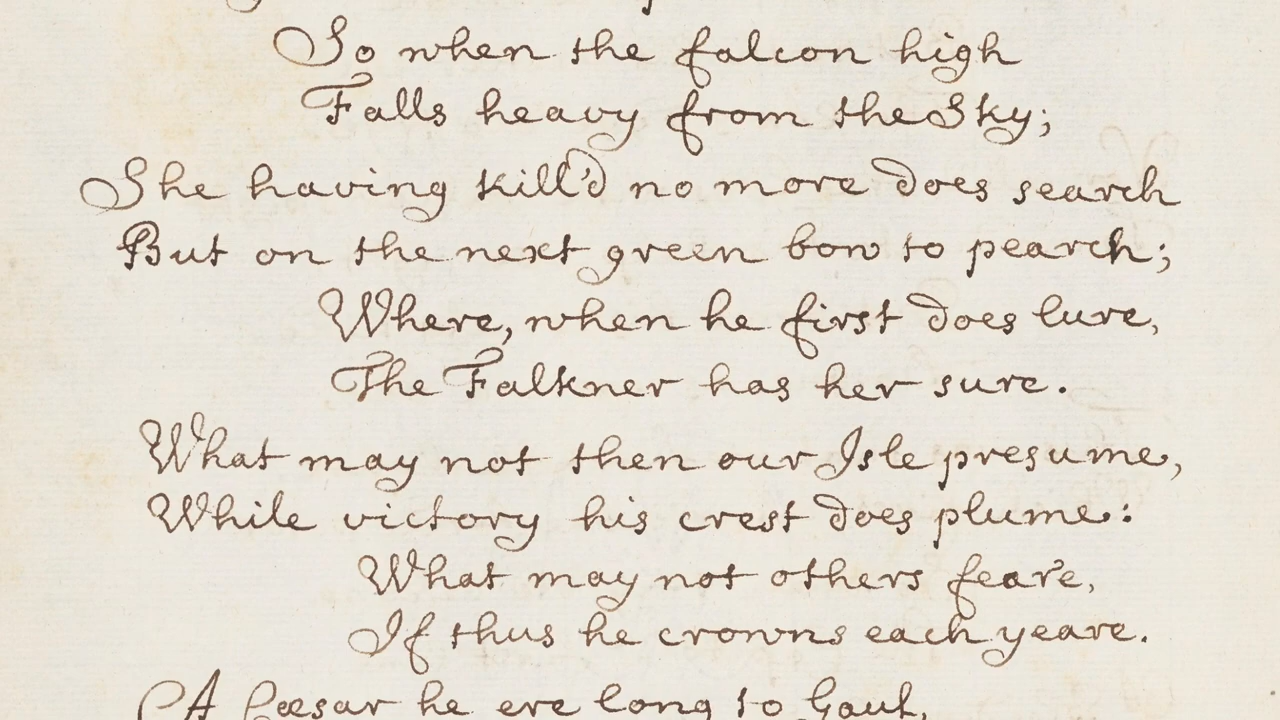 So when the falcon high
Falls heavy from the Sky;
She having kill'd no more does search
But on the next green bow to pearch;
Where, when he first does lure,
The Falkner has her sure.
What may not then our Isle presume,
While victory his crest does plume:
What may not others feare,
If thus he crowns each yeare.
A Cæsar he ere long to Gaul,